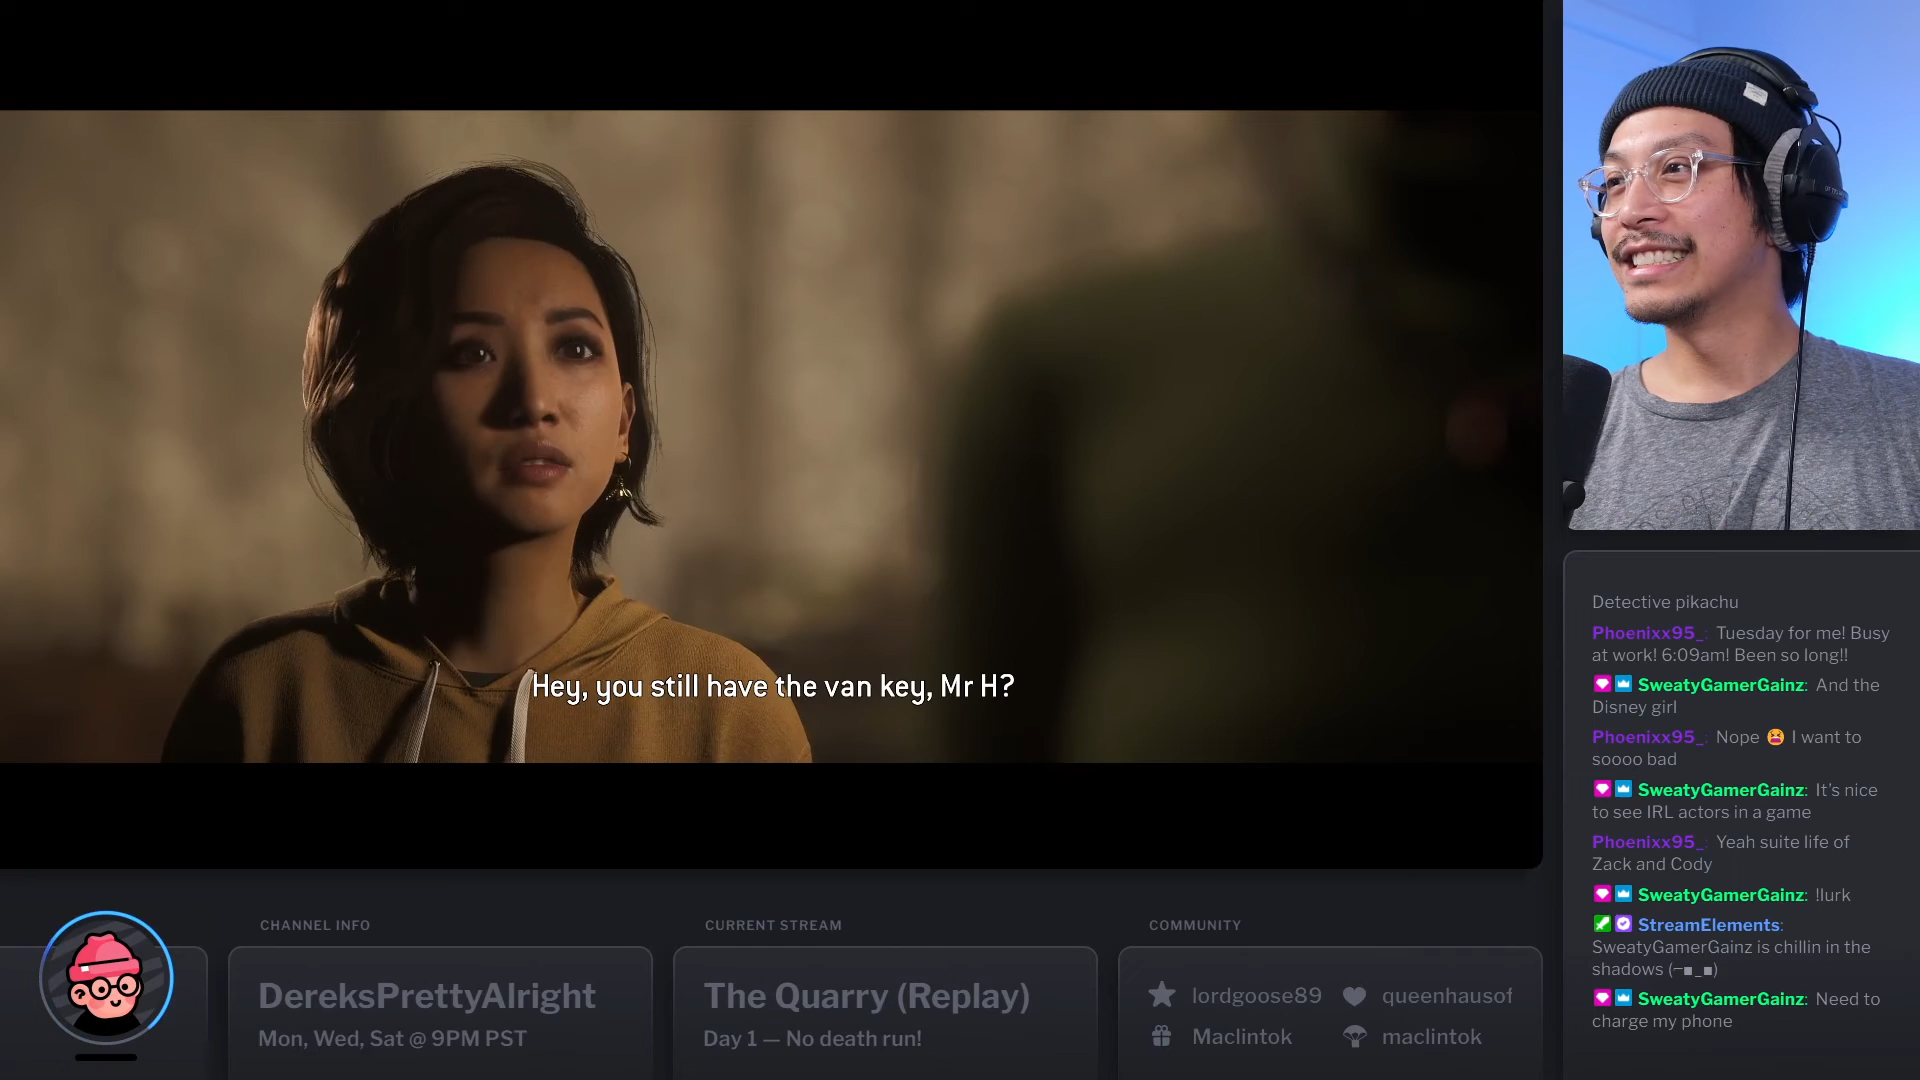 Hey, you still have the van key, Mr H?
Detective pikachu
Phoenixx95_: Tuesday for me! Busy
at work! 6:09am! Been so long!!
SweatyGamerGainz: And the
Disney girl
Phoenixx95_: Nope 😫 I want to
soooo bad
SweatyGamerGainz: It's nice
to see IRL actors in a game
Phoenixx95_: Yeah suite life of
Zack and Cody
SweatyGamerGainz: !lurk
StreamElements:
SweatyGamerGainz is chillin in the
shadows (⌐■_■)
SweatyGamerGainz: Need to
charge my phone
CHANNEL INFO
DereksPrettyAlright
Mon, Wed, Sat @ 9PM PST
CURRENT STREAM
The Quarry (Replay)
Day 1 — No death run!
COMMUNITY
lordgoose89 queenhausof
Maclintok maclintok